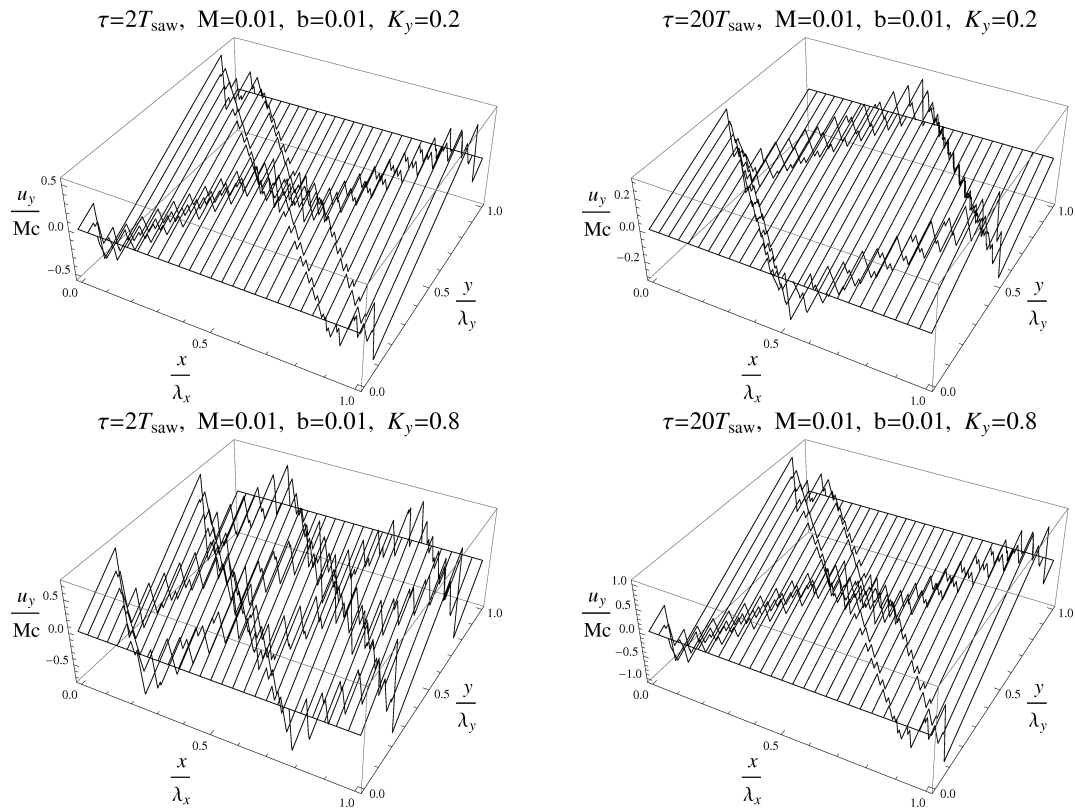 τ=2T_saw, M=0.01, b=0.01, K_y=0.2
0.5
u_y
Mc
0.0
−0.5
0.0
0.5
1.0
x
λ_x
0.0
0.5
1.0
y
λ_y
τ=20T_saw, M=0.01, b=0.01, K_y=0.2
0.2
u_y
Mc
0.0
−0.2
0.0
0.5
1.0
x
λ_x
0.0
0.5
1.0
y
λ_y
τ=2T_saw, M=0.01, b=0.01, K_y=0.8
0.5
u_y
Mc
0.0
−0.5
0.0
0.5
1.0
x
λ_x
0.0
0.5
1.0
y
λ_y
τ=20T_saw, M=0.01, b=0.01, K_y=0.8
1.0
0.5
u_y
Mc
0.0
−0.5
−1.0
0.0
0.5
1.0
x
λ_x
0.0
0.5
1.0
y
λ_y